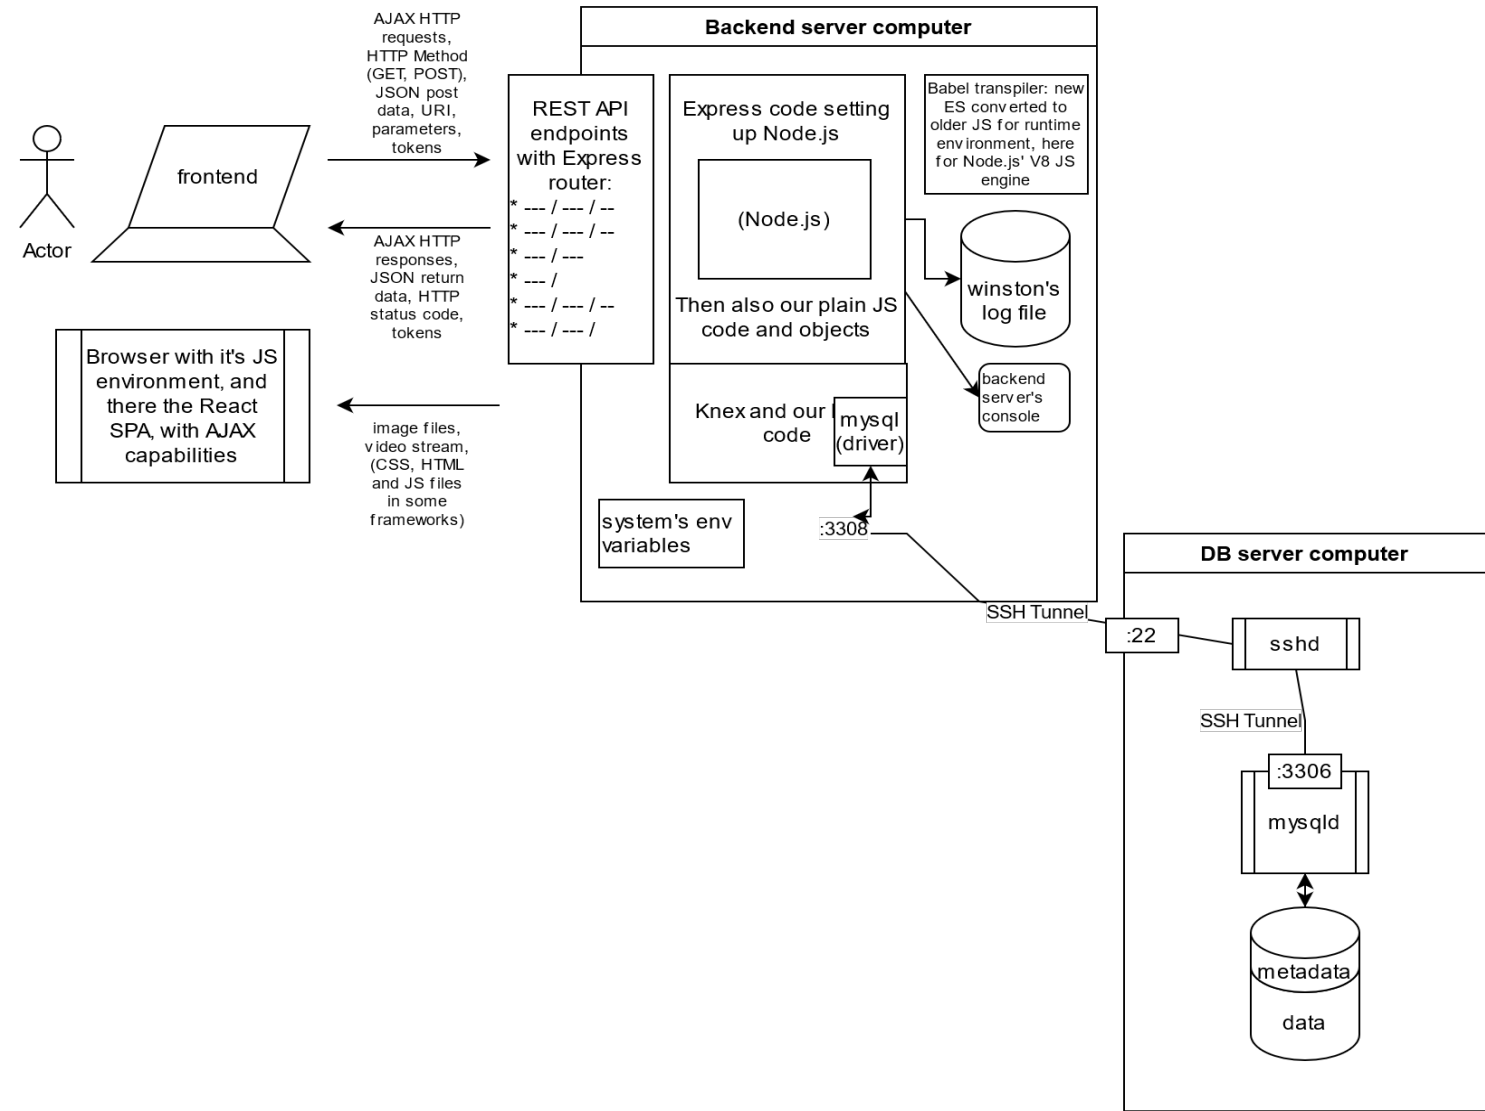 AJAX HTTP
requests,
HTTP Method
(GET, POST),
JSON post
data, URI,
parameters,
tokens
frontend
Actor
AJAX HTTP
responses,
JSON return
data, HTTP
status code,
tokens
Browser with it's JS
environment, and
there the React
SPA, with AJAX
capabilities
image files,
video stream,
(CSS, HTML
and JS files
in some
frameworks)
Backend server computer
REST API
endpoints
with Express
router:
* --- / --- / --
* --- / --- / --
* --- / ---
* --- /
* --- / --- / --
* --- / --- /
Express code setting
up Node.js
(Node.js)
Then also our plain JS
code and objects
Babel transpiler: new
ES converted to
older JS for runtime
environment, here
for Node.js' V8 JS
engine
winston's
log file
backend
server's
console
Knex and our
code
mysql
(driver)
system's env
variables
:3308
SSH Tunnel
DB server computer
:22
sshd
SSH Tunnel
:3306
mysqld
metadata
data